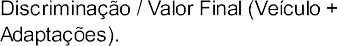 Discriminação / Valor Final (Veículo +
Adaptações).